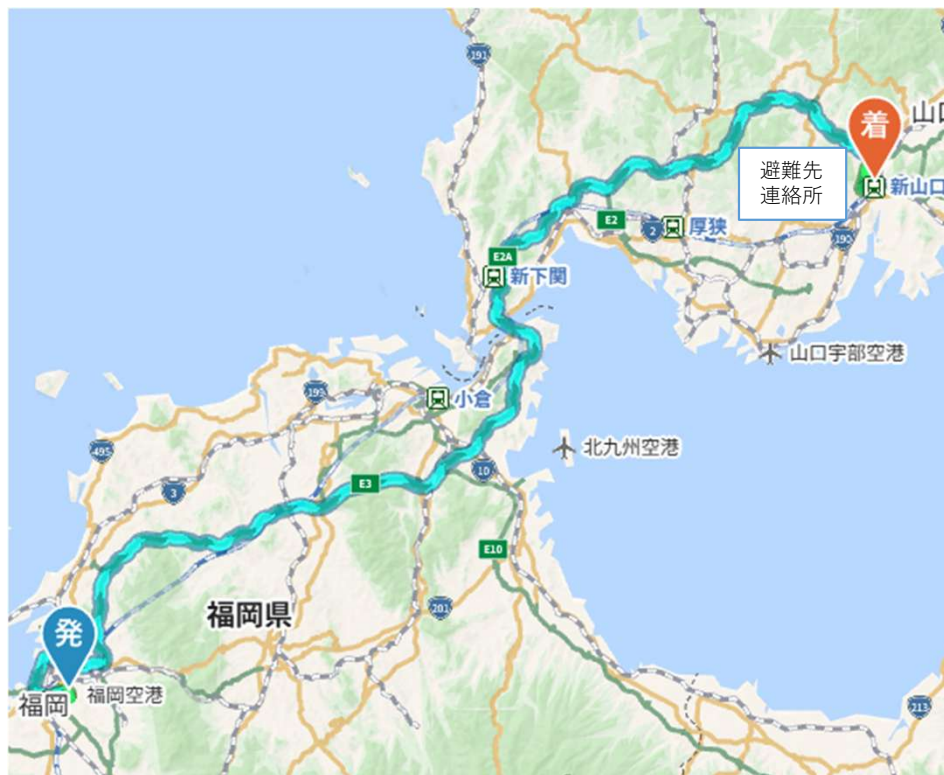 191
着
山口
避難先
連絡所
新山口
E2
2
厚狭
190
E2A
新下関
山口宇部空港
199
小倉
495
北九州空港
10
3
E3
E10
201
福岡県
発
福岡空港
福岡
213